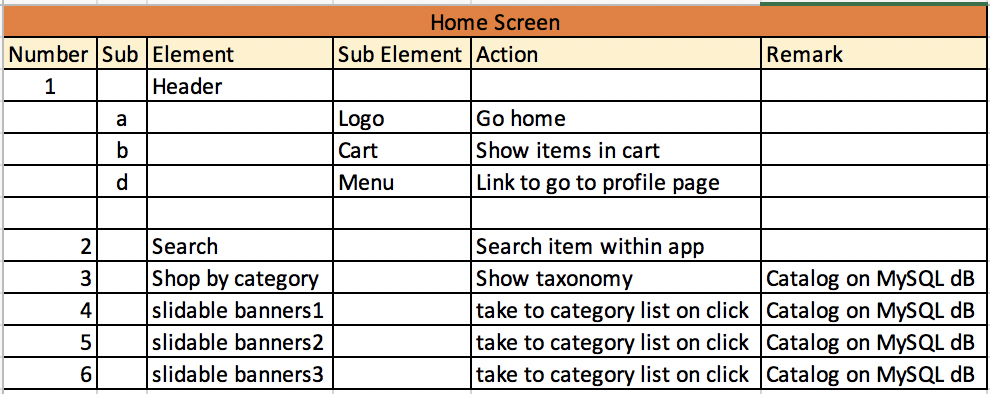 Home Screen
Number Sub Element Sub Element Action Remark
1 Header
a Logo Go home
b Cart Show items in cart
d Menu Link to go to profile page
2 Search Search item within app
3 Shop by category Show taxonomy Catalog on MySQL dB
4 slidable banners1 take to category list on click Catalog on MySQL dB
5 slidable banners2 take to category list on click Catalog on MySQL dB
6 slidable banners3 take to category list on click Catalog on MySQL dB